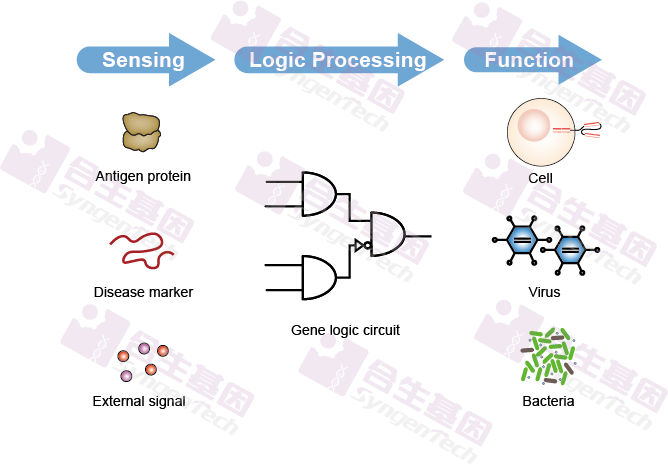 Sensing
Logic Processing
Function
Antigen protein
Cell
Disease marker
Virus
Gene logic circuit
External signal
Bacteria
合生基因
SyngenTech
合生基因
SyngenTech
合生基因
SyngenTech
合生基因
SyngenTech
合生基因
SyngenTech
合生基因
SyngenTech
合生基因
SyngenTech
合生基因
SyngenTech